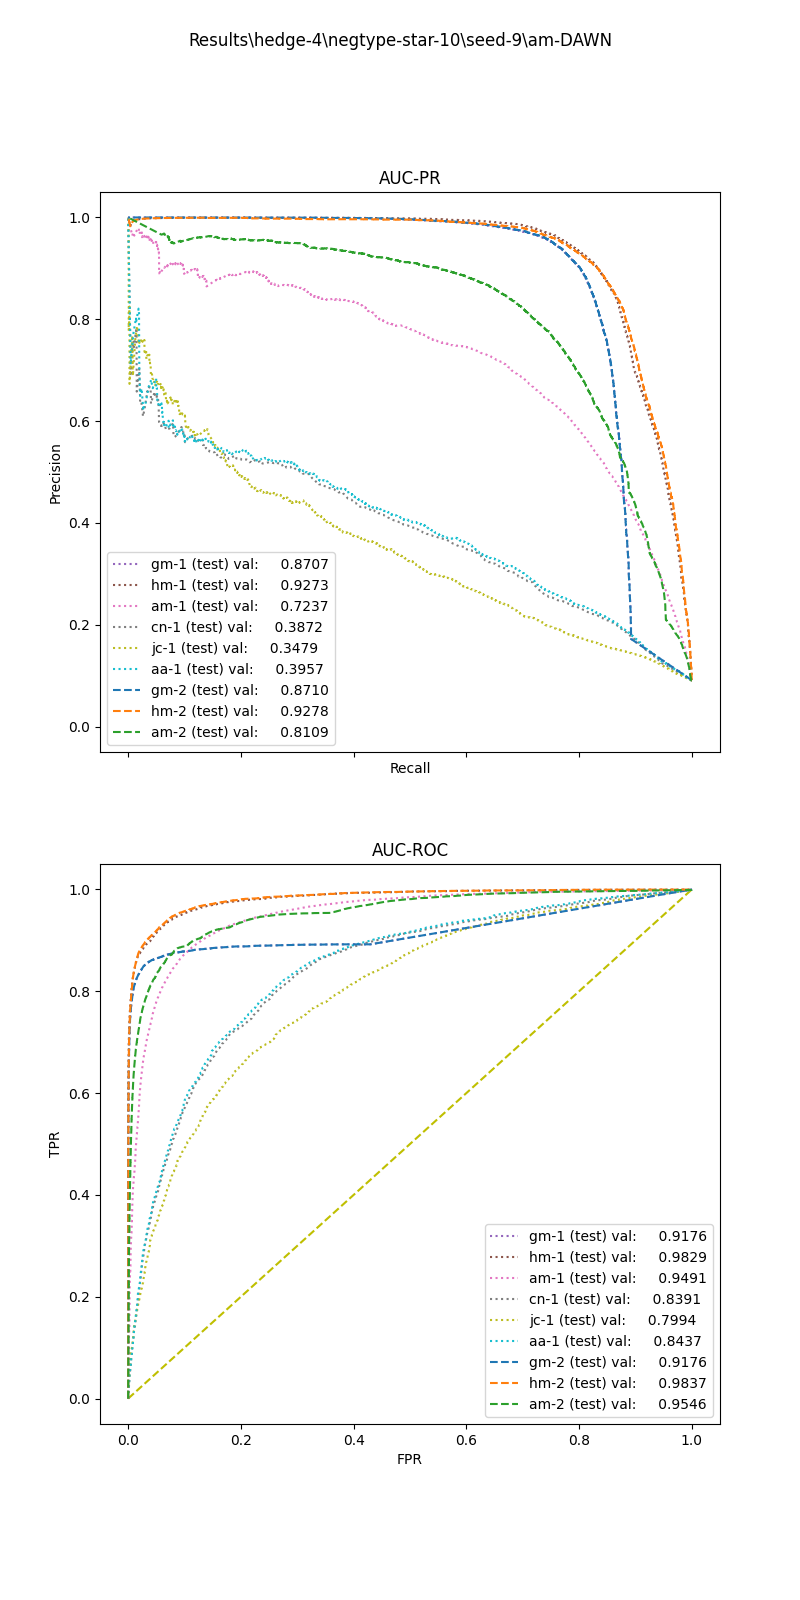 Results\hedge-4\negtype-star-10\seed-9\am-DAWN
AUC-PR
1.0
0.8
0.6
0.4
0.2
0.0
Precision
gm-1 (test) val: 0.8707
hm-1 (test) val: 0.9273
am-1 (test) val: 0.7237
cn-1 (test) val: 0.3872
jc-1 (test) val: 0.3479
aa-1 (test) val: 0.3957
gm-2 (test) val: 0.8710
hm-2 (test) val: 0.9278
am-2 (test) val: 0.8109
Recall
AUC-ROC
1.0
0.8
0.6
0.4
0.2
0.0
TPR
gm-1 (test) val: 0.9176
hm-1 (test) val: 0.9829
am-1 (test) val: 0.9491
cn-1 (test) val: 0.8391
jc-1 (test) val: 0.7994
aa-1 (test) val: 0.8437
gm-2 (test) val: 0.9176
hm-2 (test) val: 0.9837
am-2 (test) val: 0.9546
0.0 0.2 0.4 0.6 0.8 1.0
FPR